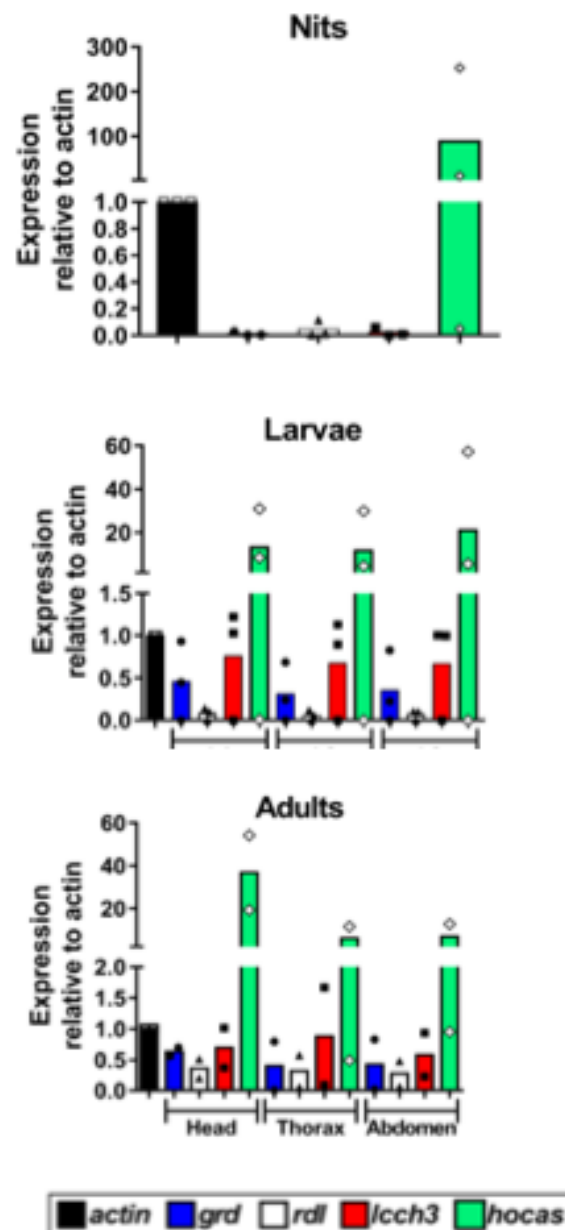 Nits
Expression
relative to actin
300
200
100
1.0
0.8
0.6
0.4
0.2
0.0
Larvae
Expression
relative to actin
60
40
20
1.5
1.0
0.5
0.0
Adults
Expression
relative to actin
60
40
20
2.0
1.5
1.0
0.5
0.0
Head Thorax Abdomen
actin grd rdl lcch3 hocas